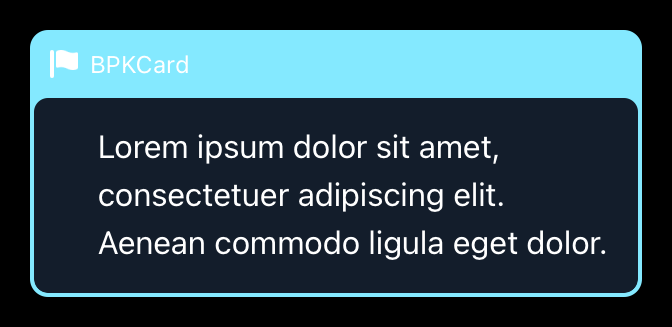 BPKCard
Lorem ipsum dolor sit amet,
consectetuer adipiscing elit.
Aenean commodo ligula eget dolor.